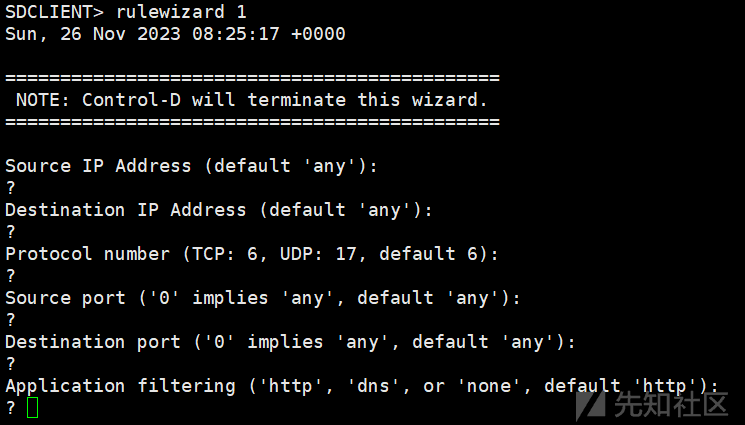 SDCLIENT> rulewizard 1
Sun, 26 Nov 2023 08:25:17 +0000
=============================================
NOTE: Control-D will terminate this wizard.
=============================================
Source IP Address (default 'any'):
?
Destination IP Address (default 'any'):
?
Protocol number (TCP: 6, UDP: 17, default 6):
?
Source port ('0' implies 'any', default 'any'):
?
Destination port ('0' implies 'any', default 'any'):
?
Application filtering ('http', 'dns', or 'none', default 'http'):
?
先知社区